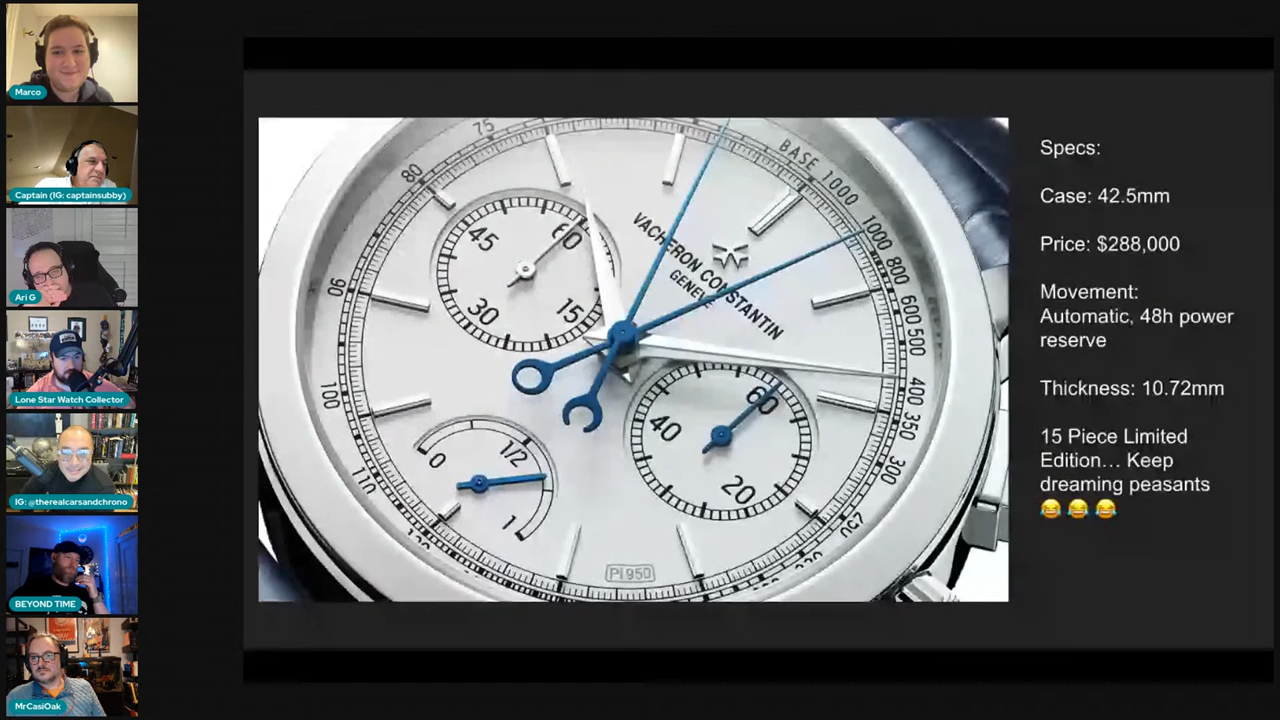 Marco
Captain (IG: captainsubby)
Ari G
Lone Star Watch Collector
IG: @therealcarsandchrono
BEYOND TIME
MrCasiOak
75
80
90
100
110
120
BASE 1000
1000
800
600
500
400
350
300
250
220
60
45
30
15
VACHERON CONSTANTIN
GENEVE
60
40
20
0
1/2
1
Pt950
Specs:
Case: 42.5mm
Price: $288,000
Movement:
Automatic, 48h power
reserve
Thickness: 10.72mm
15 Piece Limited
Edition... Keep
dreaming peasants
😂 😂 😂